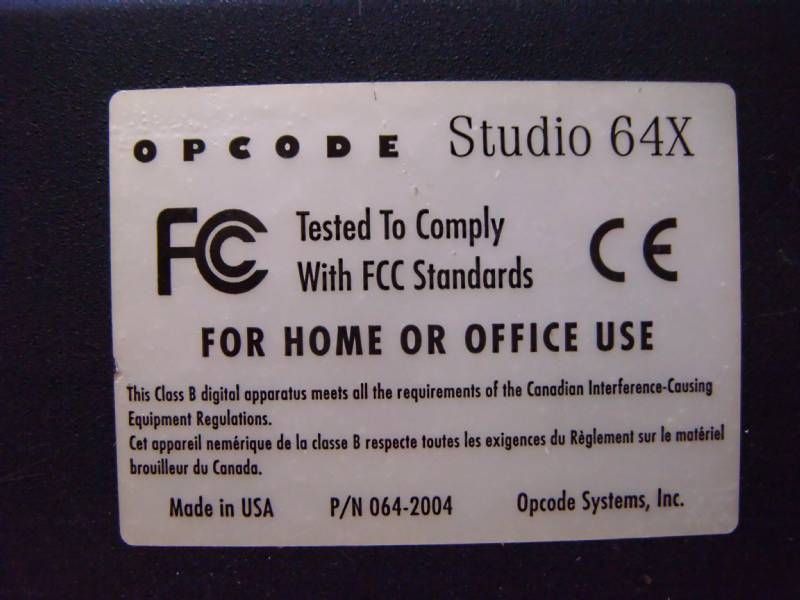 OPCODE Studio 64X
FC Tested To Comply
With FCC Standards
CE
FOR HOME OR OFFICE USE
This Class B digital apparatus meets all the requirements of the Canadian Interference-Causing
Equipment Regulations.
Cet appareil nemérique de la classe B respecte toutes les exigences du Règlement sur le matériel
brouilleur du Canada.
Made in USA P/N 064-2004 Opcode Systems, Inc.